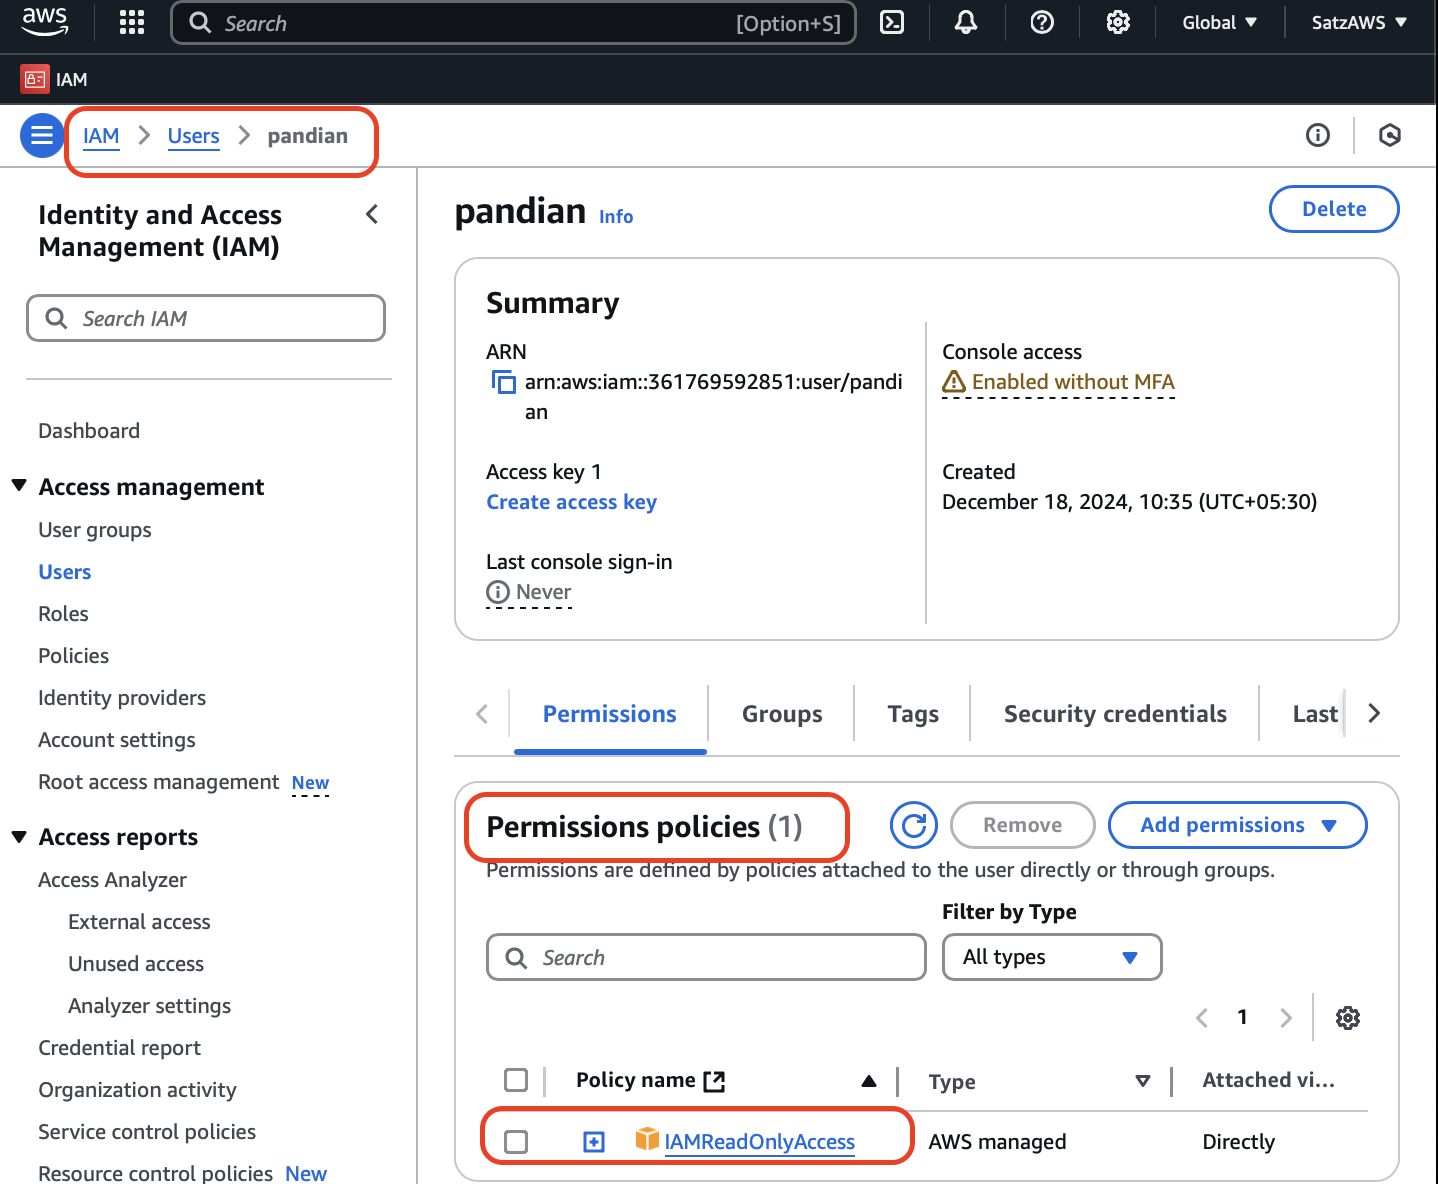 aws
Search [Option+S] Global SatzAWS
IAM
IAM > Users > pandian
Identity and Access
Management (IAM)
Search IAM
Dashboard
Access management
User groups
Users
Roles
Policies
Identity providers
Account settings
Root access management New
Access reports
Access Analyzer
External access
Unused access
Analyzer settings
Credential report
Organization activity
Service control policies
Resource control policies New
pandian Info
Delete
Summary
ARN
arn:aws:iam::361769592851:user/pandi
an
Console access
Enabled without MFA
Access key 1
Create access key
Created
December 18, 2024, 10:35 (UTC+05:30)
Last console sign-in
Never
Permissions Groups Tags Security credentials Last
Permissions policies (1)
Remove Add permissions
Permissions are defined by policies attached to the user directly or through groups.
Filter by Type
Search All types
1
Policy name Type Attached vi...
IAMReadOnlyAccess AWS managed Directly